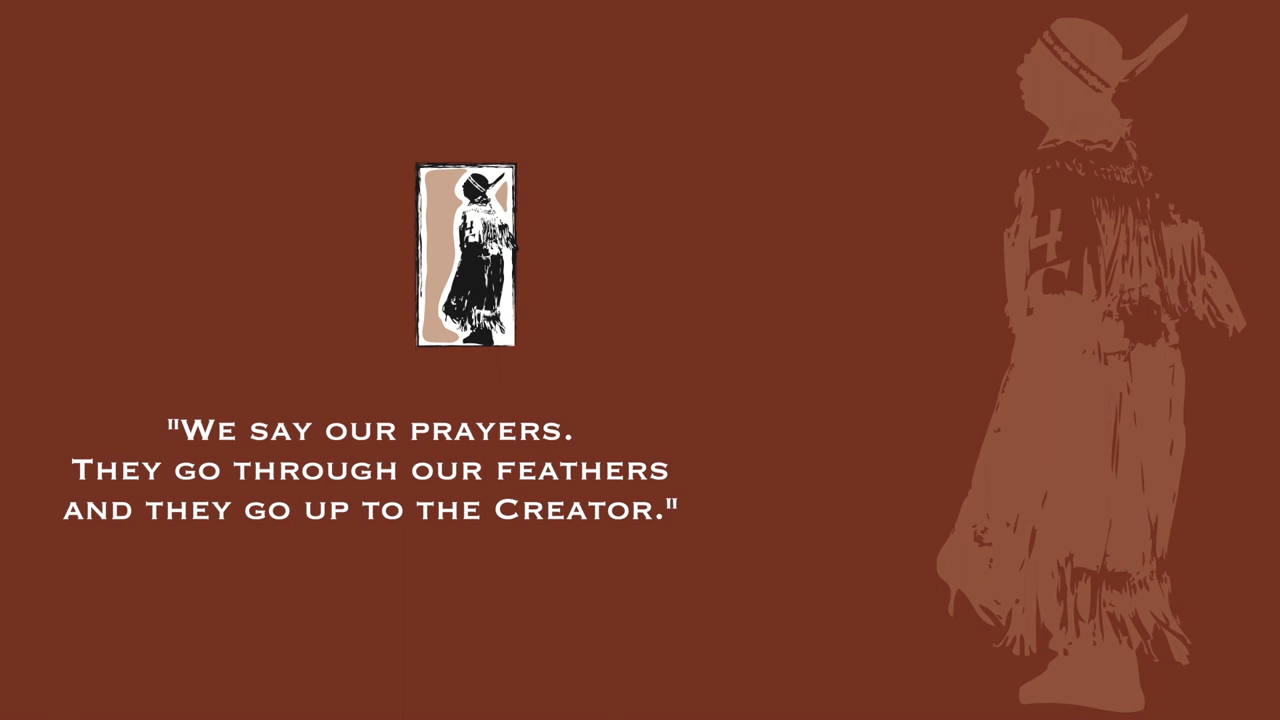 "We say our prayers.
They go through our feathers
and they go up to the Creator."